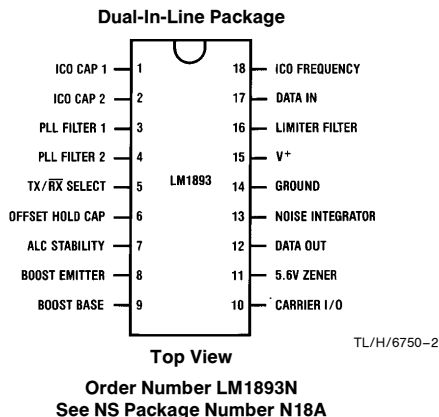 Dual-In-Line Package
ICO CAP 1 1 18 ICO FREQUENCY
ICO CAP 2 2 17 DATA IN
PLL FILTER 1 3 16 LIMITER FILTER
PLL FILTER 2 4 15 V+
TX/R̅X̅ SELECT 5 LM1893 14 GROUND
OFFSET HOLD CAP 6 13 NOISE INTEGRATOR
ALC STABILITY 7 12 DATA OUT
BOOST EMITTER 8 11 5.6V ZENER
BOOST BASE 9 10 CARRIER I/O
TL/H/6750–2
Top View
Order Number LM1893N
See NS Package Number N18A